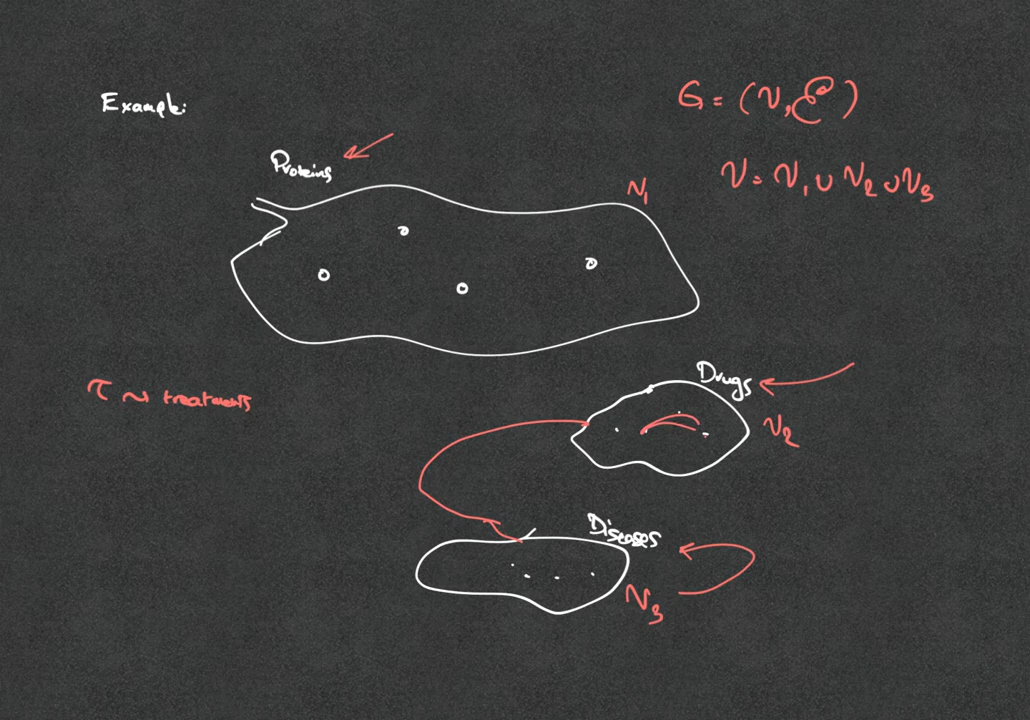 Example:
G = (V, E)
Proteins
V = V₁ ∪ V₂ ∪ V₃
V₁
Drugs
τ ~ treatments
V₂
Diseases
V₃